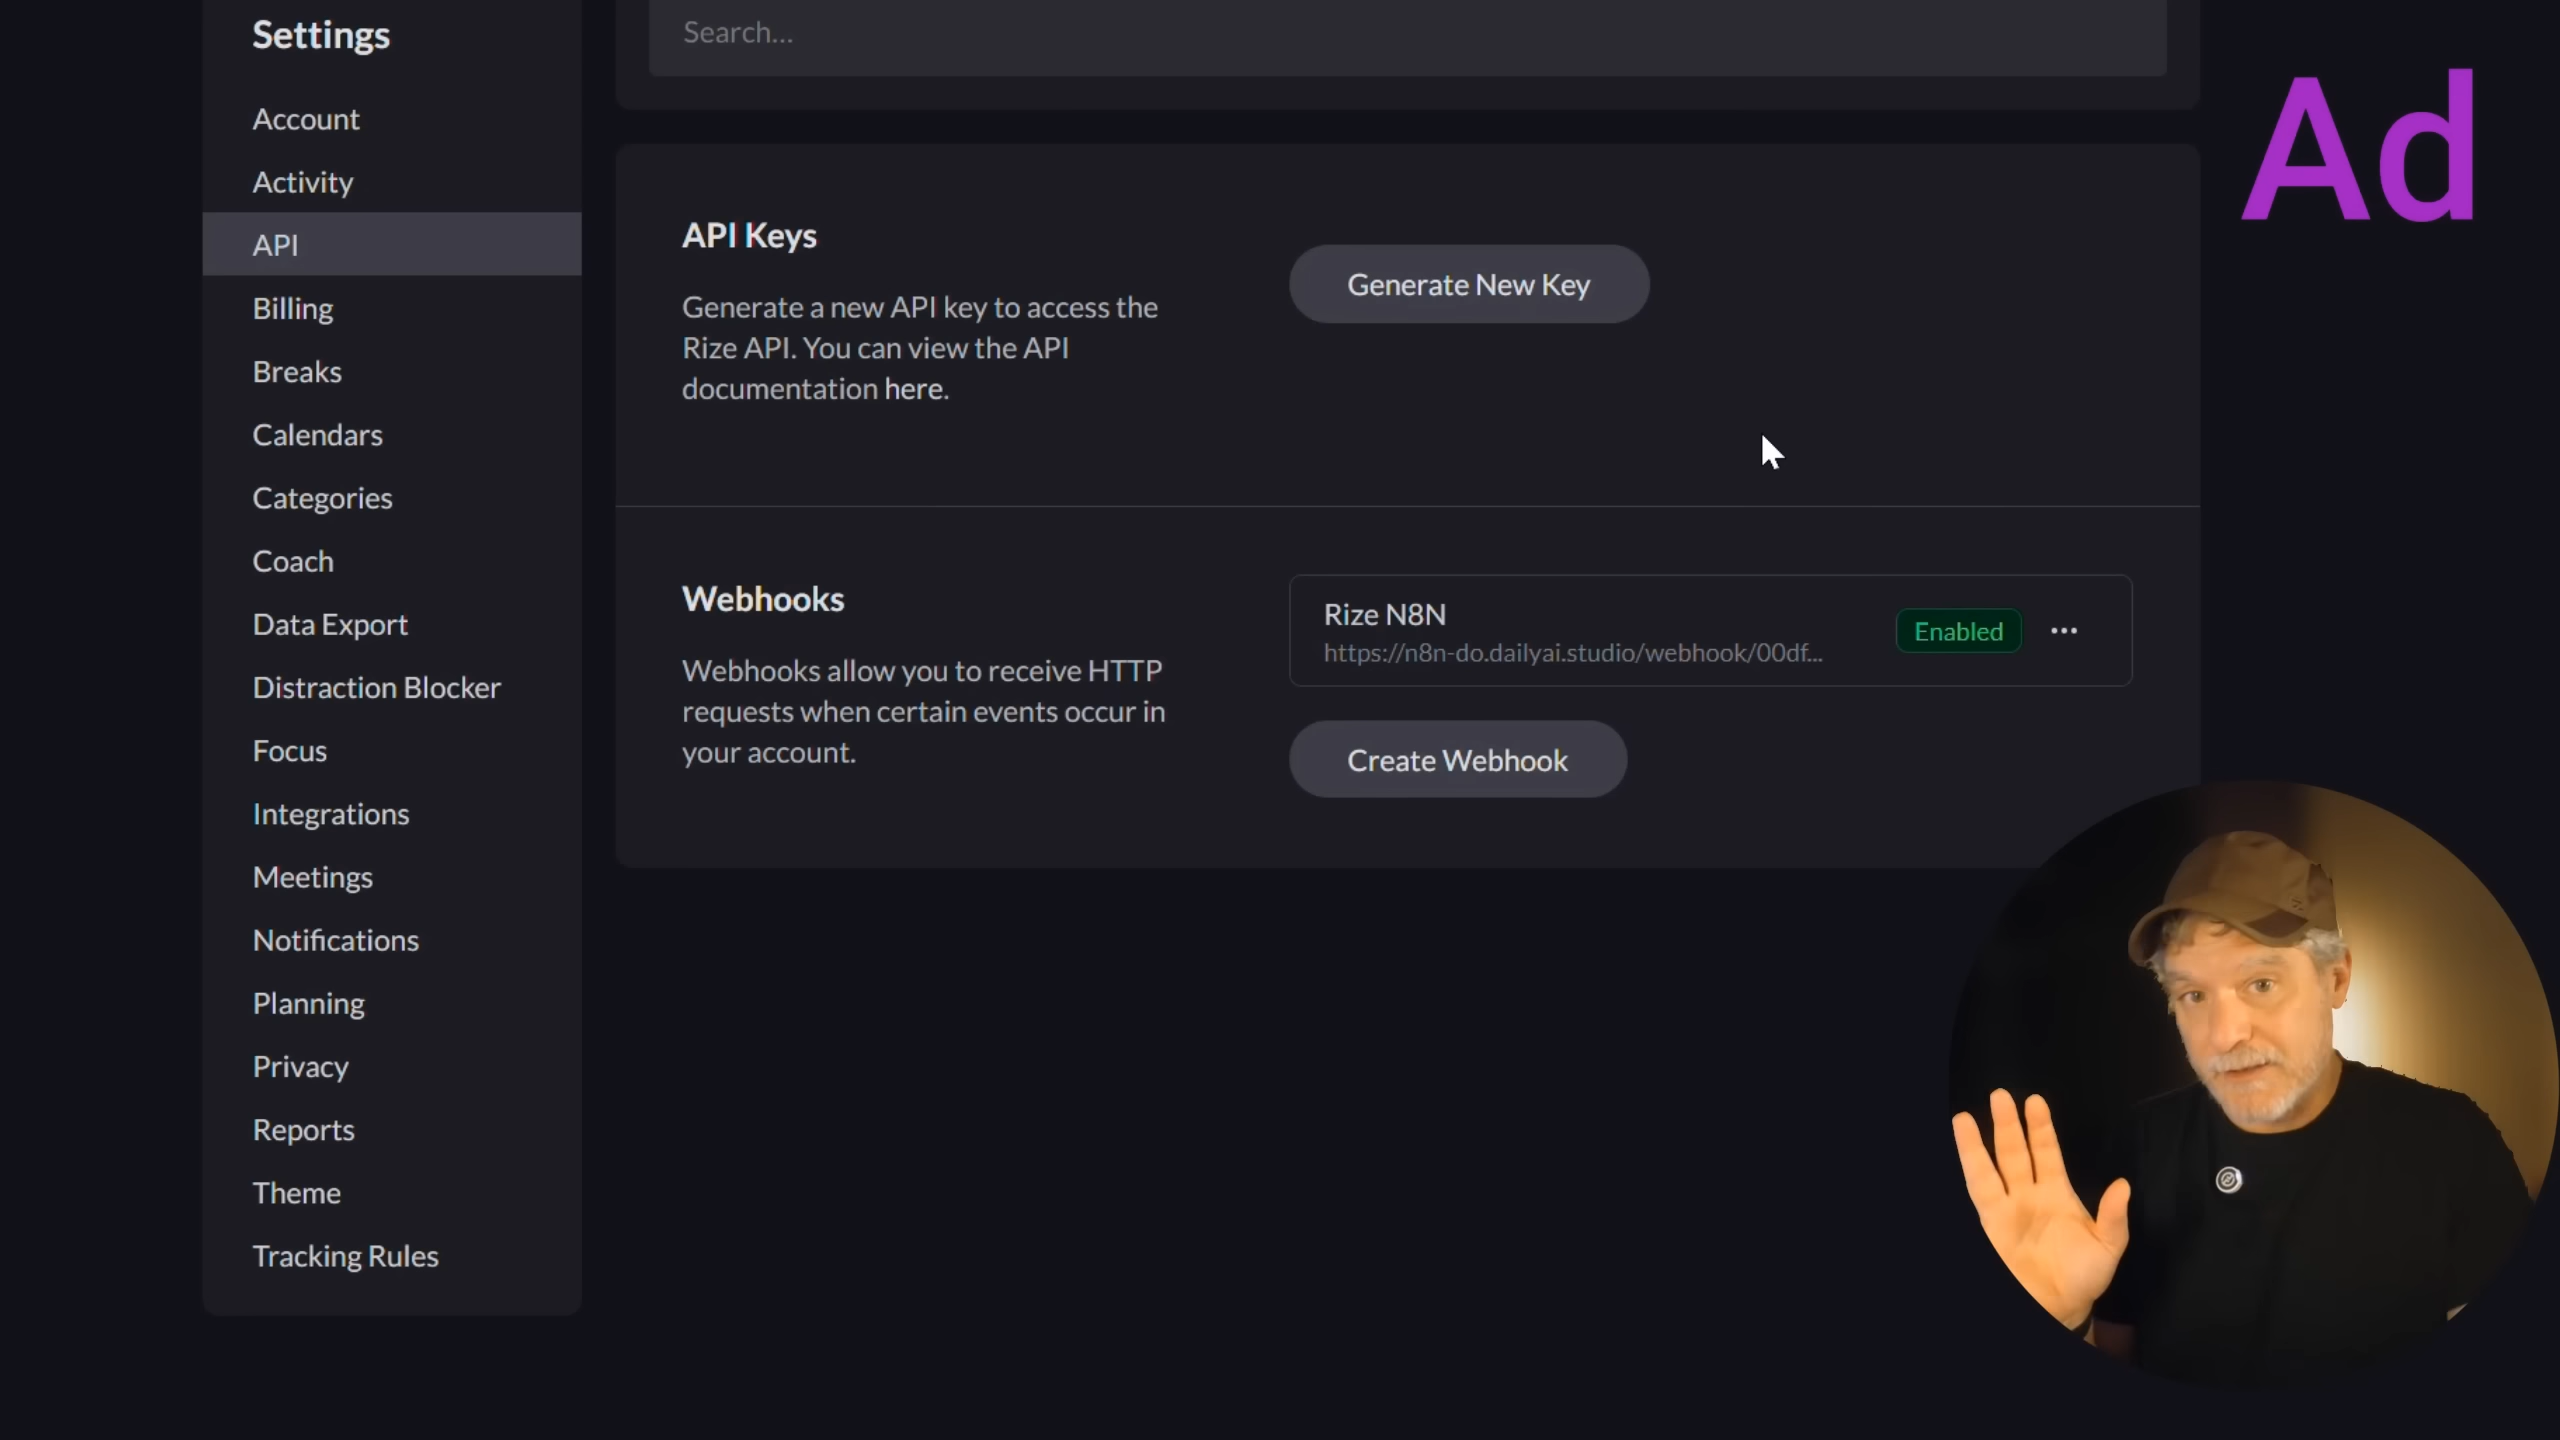 Settings
Account
Activity
API
Billing
Breaks
Calendars
Categories
Coach
Data Export
Distraction Blocker
Focus
Integrations
Meetings
Notifications
Planning
Privacy
Reports
Theme
Tracking Rules
Search...
API Keys
Generate a new API key to access the
Rize API. You can view the API
documentation here.
Generate New Key
Webhooks
Webhooks allow you to receive HTTP
requests when certain events occur in
your account.
Rize N8N
https://n8n-do.dailyai.studio/webhook/00df...
Enabled
Create Webhook
Ad